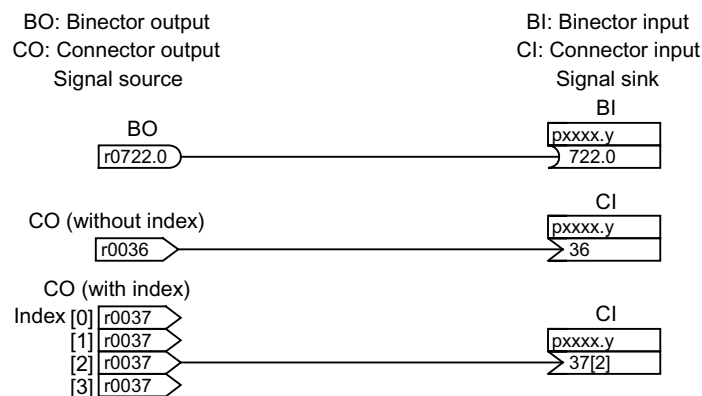 BO: Binector output
CO: Connector output
Signal source
BI: Binector input
CI: Connector input
Signal sink
BO
r0722.0
BI
pxxxx.y
722.0
CO (without index)
r0036
CI
pxxxx.y
36
CO (with index)
Index [0] r0037
[1] r0037
[2] r0037
[3] r0037
CI
pxxxx.y
37[2]